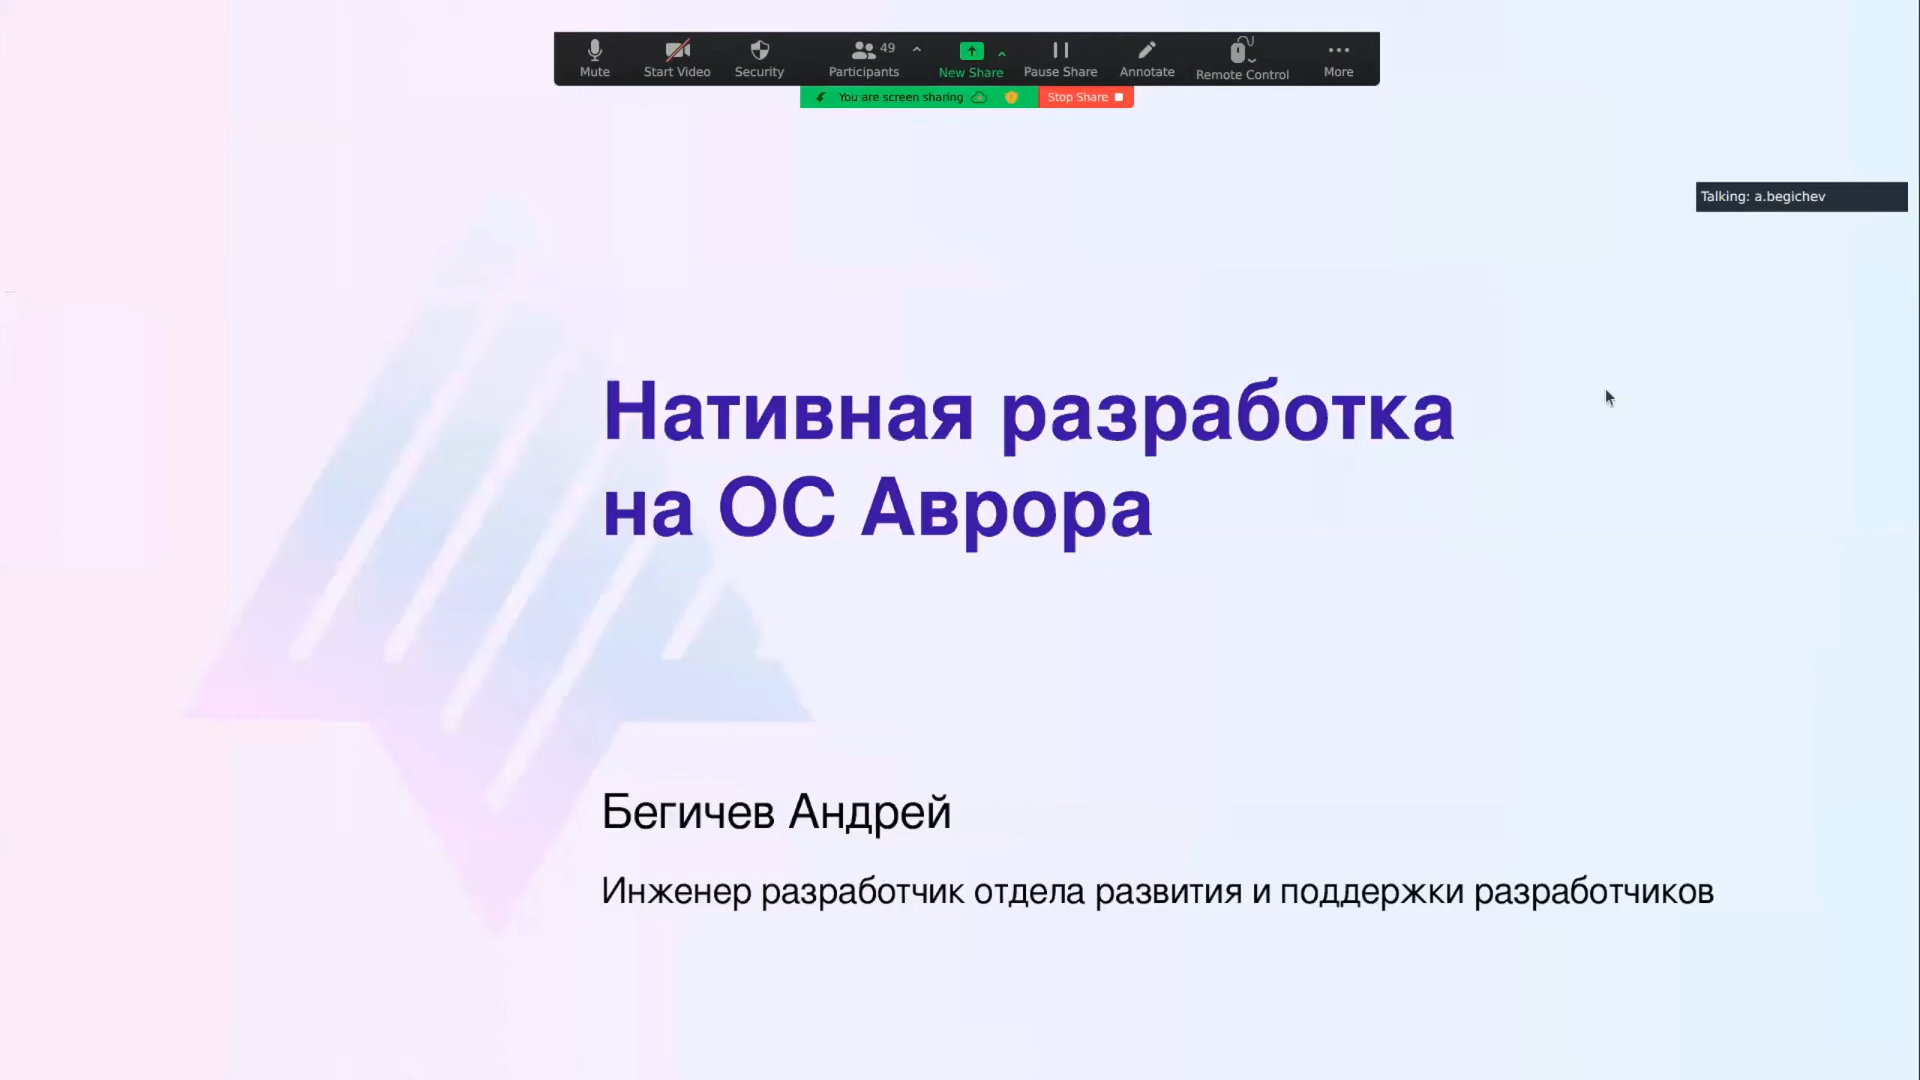 Mute
Start Video
Security
49
Participants
New Share
Pause Share
Annotate
Remote Control
More
You are screen sharing
Stop Share
Talking: a.begichev
Нативная разработка
на ОС Аврора
Бегичев Андрей
Инженер разработчик отдела развития и поддержки разработчиков